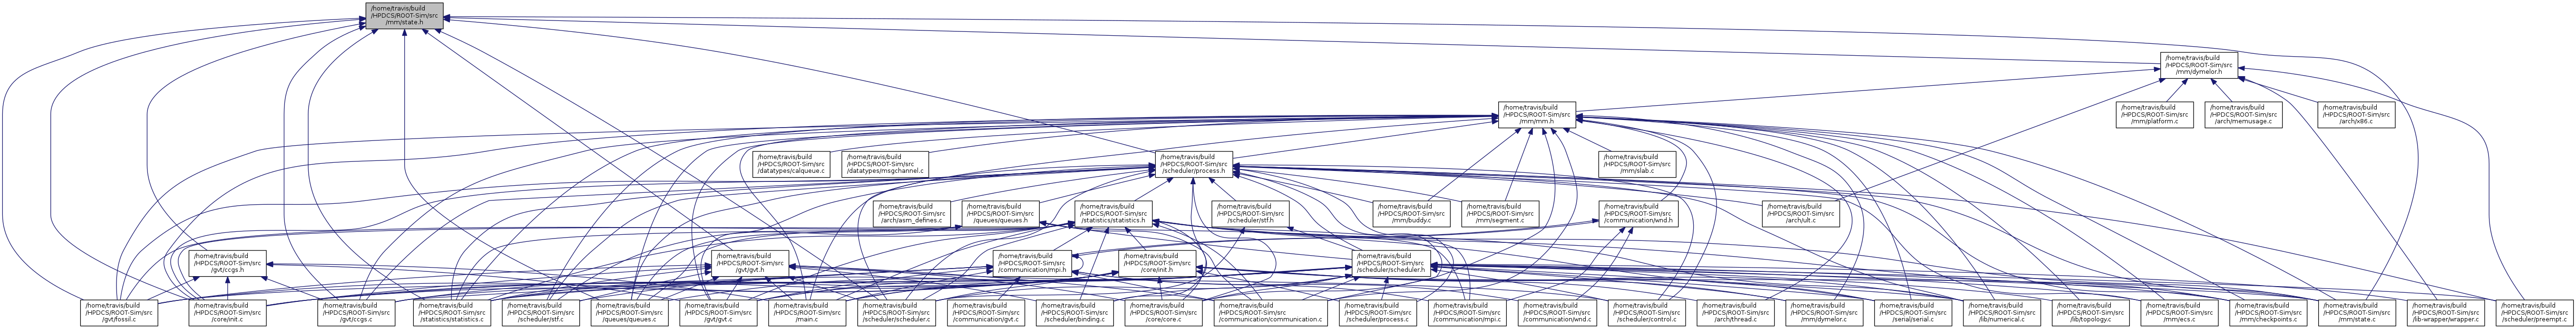 /home/travis/build
/HPDCS/ROOT-Sim/src
/mm/state.h
/home/travis/build
/HPDCS/ROOT-Sim/src
/mm/dymelor.h
/home/travis/build
/HPDCS/ROOT-Sim/src
/mm/mm.h
/home/travis/build
/HPDCS/ROOT-Sim/src
/mm/platform.c
/home/travis/build
/HPDCS/ROOT-Sim/src
/arch/memusage.c
/home/travis/build
/HPDCS/ROOT-Sim/src
/arch/x86.c
/home/travis/build
/HPDCS/ROOT-Sim/src
/datatypes/calqueue.c
/home/travis/build
/HPDCS/ROOT-Sim/src
/datatypes/msgchannel.c
/home/travis/build
/HPDCS/ROOT-Sim/src
/scheduler/process.h
/home/travis/build
/HPDCS/ROOT-Sim/src
/mm/slab.c
/home/travis/build
/HPDCS/ROOT-Sim/src
/arch/asm_defines.c
/home/travis/build
/HPDCS/ROOT-Sim/src
/queues/queues.h
/home/travis/build
/HPDCS/ROOT-Sim/src
/statistics/statistics.h
/home/travis/build
/HPDCS/ROOT-Sim/src
/scheduler/stf.h
/home/travis/build
/HPDCS/ROOT-Sim/src
/mm/buddy.c
/home/travis/build
/HPDCS/ROOT-Sim/src
/mm/segment.c
/home/travis/build
/HPDCS/ROOT-Sim/src
/communication/wnd.h
/home/travis/build
/HPDCS/ROOT-Sim/src
/arch/ult.c
/home/travis/build
/HPDCS/ROOT-Sim/src
/gvt/ccgs.h
/home/travis/build
/HPDCS/ROOT-Sim/src
/gvt/gvt.h
/home/travis/build
/HPDCS/ROOT-Sim/src
/communication/mpi.h
/home/travis/build
/HPDCS/ROOT-Sim/src
/core/init.h
/home/travis/build
/HPDCS/ROOT-Sim/src
/scheduler/scheduler.h
/home/travis/build
/HPDCS/ROOT-Sim/src
/gvt/fossil.c
/home/travis/build
/HPDCS/ROOT-Sim/src
/core/init.c
/home/travis/build
/HPDCS/ROOT-Sim/src
/gvt/ccgs.c
/home/travis/build
/HPDCS/ROOT-Sim/src
/statistics/statistics.c
/home/travis/build
/HPDCS/ROOT-Sim/src
/scheduler/stf.c
/home/travis/build
/HPDCS/ROOT-Sim/src
/queues/queues.c
/home/travis/build
/HPDCS/ROOT-Sim/src
/gvt/gvt.c
/home/travis/build
/HPDCS/ROOT-Sim/src
/main.c
/home/travis/build
/HPDCS/ROOT-Sim/src
/scheduler/scheduler.c
/home/travis/build
/HPDCS/ROOT-Sim/src
/communication/gvt.c
/home/travis/build
/HPDCS/ROOT-Sim/src
/scheduler/binding.c
/home/travis/build
/HPDCS/ROOT-Sim/src
/core/core.c
/home/travis/build
/HPDCS/ROOT-Sim/src
/communication/communication.c
/home/travis/build
/HPDCS/ROOT-Sim/src
/scheduler/process.c
/home/travis/build
/HPDCS/ROOT-Sim/src
/communication/mpi.c
/home/travis/build
/HPDCS/ROOT-Sim/src
/communication/wnd.c
/home/travis/build
/HPDCS/ROOT-Sim/src
/scheduler/control.c
/home/travis/build
/HPDCS/ROOT-Sim/src
/arch/thread.c
/home/travis/build
/HPDCS/ROOT-Sim/src
/mm/dymelor.c
/home/travis/build
/HPDCS/ROOT-Sim/src
/serial/serial.c
/home/travis/build
/HPDCS/ROOT-Sim/src
/lib/numerical.c
/home/travis/build
/HPDCS/ROOT-Sim/src
/lib/topology.c
/home/travis/build
/HPDCS/ROOT-Sim/src
/mm/ecs.c
/home/travis/build
/HPDCS/ROOT-Sim/src
/mm/checkpoints.c
/home/travis/build
/HPDCS/ROOT-Sim/src
/mm/state.c
/home/travis/build
/HPDCS/ROOT-Sim/src
/lib-wrapper/wrapper.c
/home/travis/build
/HPDCS/ROOT-Sim/src
/scheduler/preempt.c